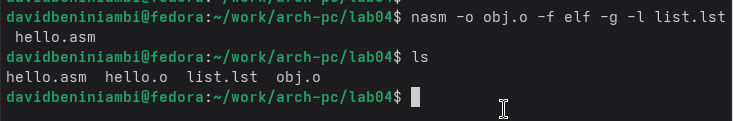 davidbeniniambi@fedora:~/work/arch-pc/lab04$ nasm -o obj.o -f elf -g -l list.lst
 hello.asm
davidbeniniambi@fedora:~/work/arch-pc/lab04$ ls
hello.asm  hello.o  list.lst  obj.o
davidbeniniambi@fedora:~/work/arch-pc/lab04$